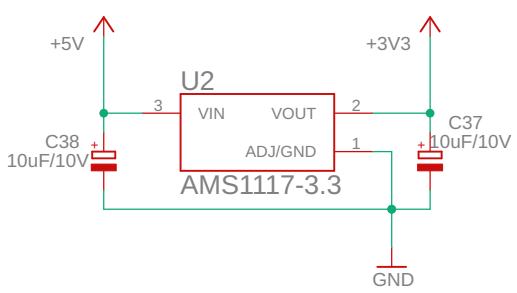 +5V
+3V3
U2
3
VIN
VOUT
2
ADJ/GND
1
AMS1117-3.3
C38
10uF/10V
+
C37
10uF/10V
+
GND